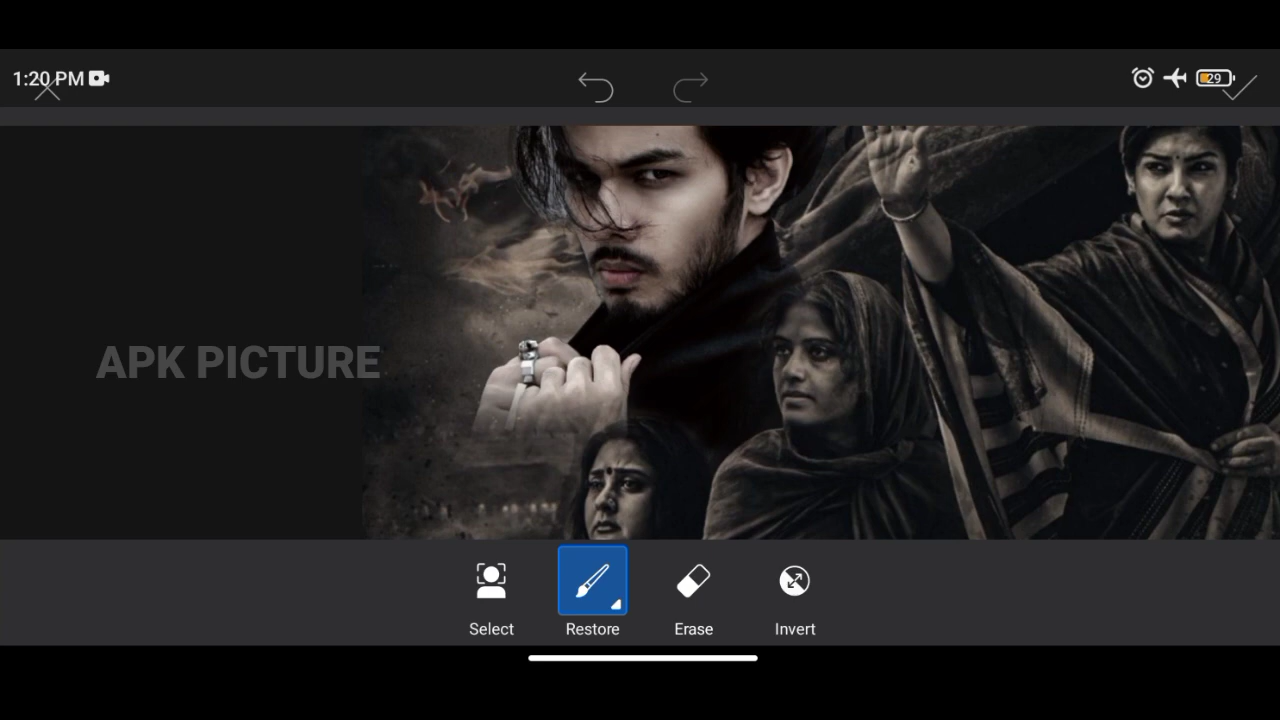 1:20 PM
29
APK PICTURE
Select
Restore
Erase
Invert